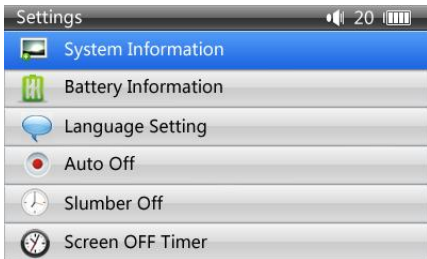 Settings 20
System Information
Battery Information
Language Setting
Auto Off
Slumber Off
Screen OFF Timer